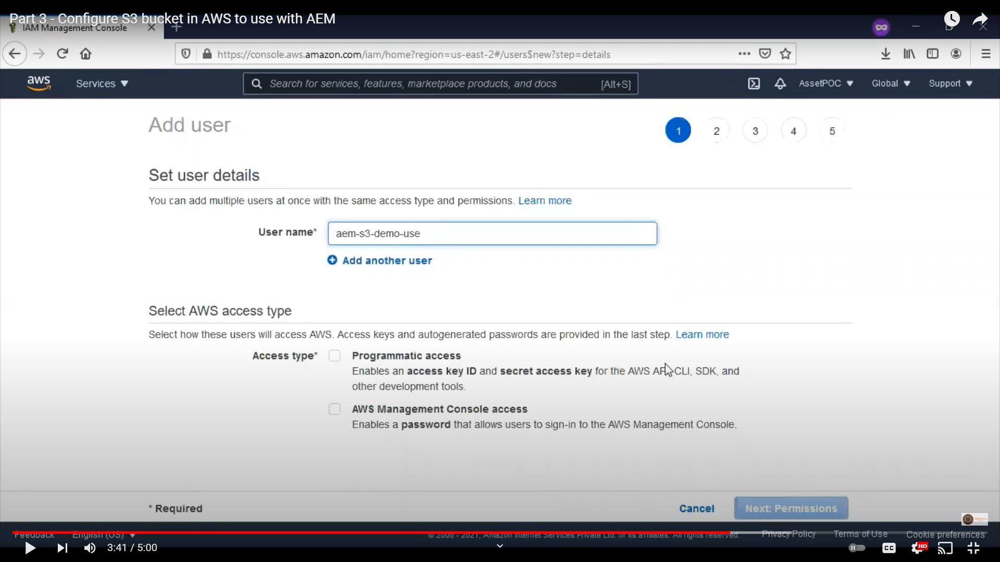 Part 3 - Configure S3 bucket in AWS to use with AEM
IAM Management Console
https://console.aws.amazon.com/iam/home?region=us-east-2#/users$new?step=details
aws Services Search for services, features, marketplace products, and docs [Alt+S] AssetPOC Global Support
Add user
1 2 3 4 5
Set user details
You can add multiple users at once with the same access type and permissions. Learn more
User name* aem-s3-demo-use
Add another user
Select AWS access type
Select how these users will access AWS. Access keys and autogenerated passwords are provided in the last step. Learn more
Access type* Programmatic access
Enables an access key ID and secret access key for the AWS CLI, SDK, and
other development tools.
AWS Management Console access
Enables a password that allows users to sign-in to the AWS Management Console.
* Required Cancel Next: Permissions
Feedback English (US) © 2008 - 2021, Amazon Internet Services Private Ltd. or its affiliates. All rights reserved. Privacy Policy Terms of Use Cookie preferences
3:41 / 5:00 CC HD